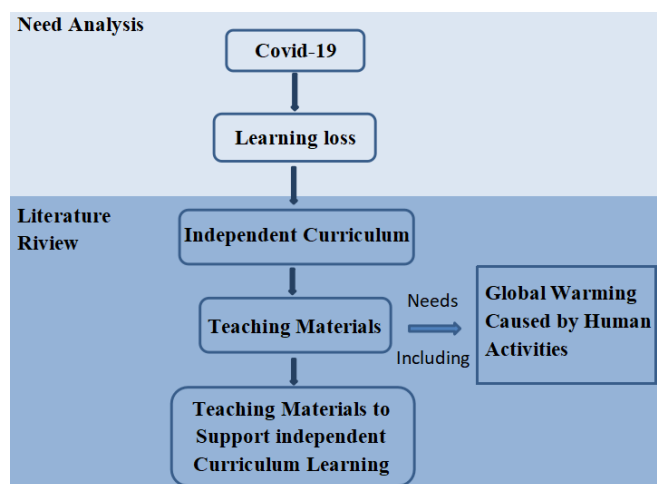 Need Analysis
Covid-19
Learning loss
Literature
Riview
Independent Curriculum
Teaching Materials
Needs
Including
Global Warming
Caused by Human
Activities
Teaching Materials to
Support independent
Curriculum Learning